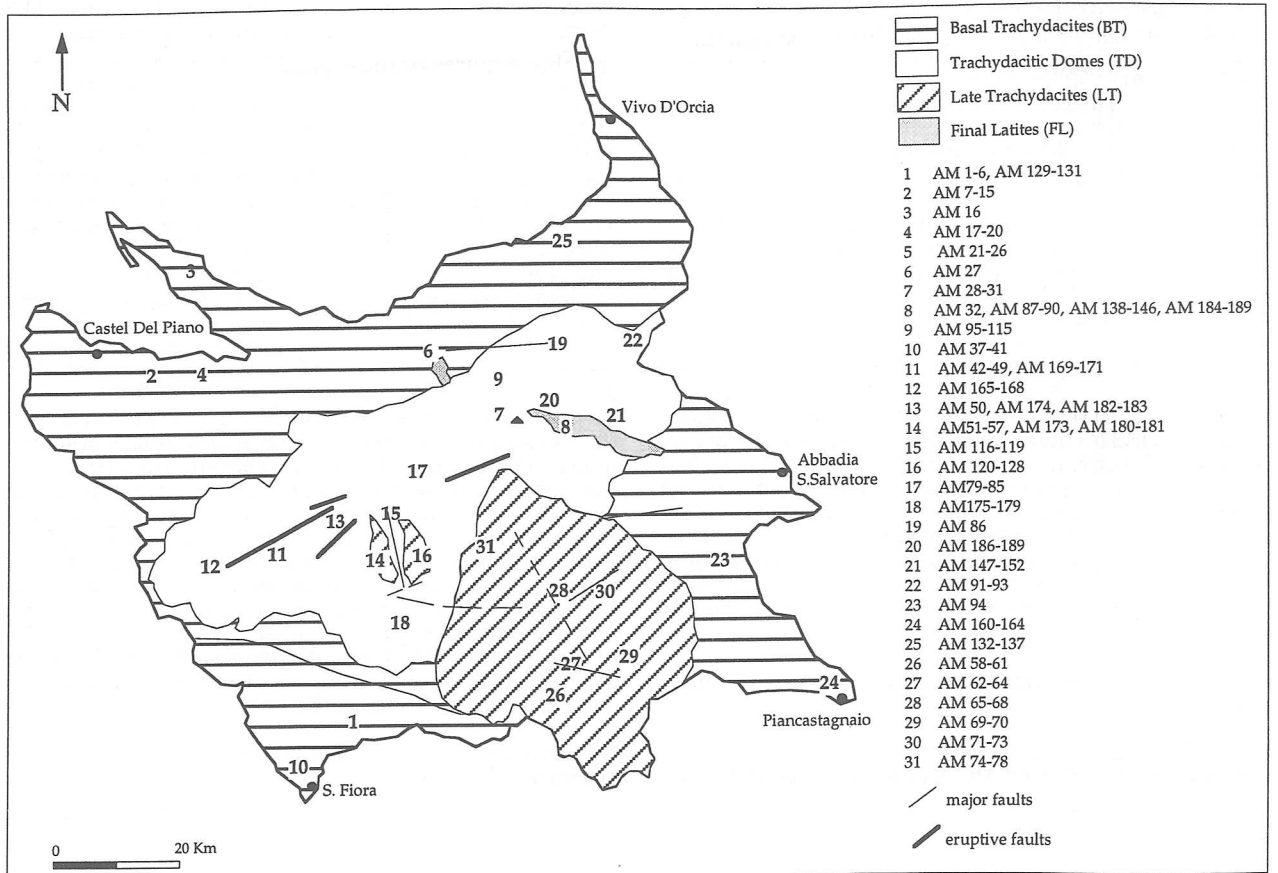 N
Vivo D'Orcia
25
3
Castel Del Piano
2
4
6
19
22
9
7
20
8
21
Abbadia
S.Salvatore
17
15
13
12
11
14
16
31
23
28
30
18
27
29
26
24
Piancastagnaio
1
10
S. Fiora
0 20 Km
Basal Trachydacites (BT)
Trachydacitic Domes (TD)
Late Trachydacites (LT)
Final Latites (FL)
1 AM 1-6, AM 129-131
2 AM 7-15
3 AM 16
4 AM 17-20
5 AM 21-26
6 AM 27
7 AM 28-31
8 AM 32, AM 87-90, AM 138-146, AM 184-189
9 AM 95-115
10 AM 37-41
11 AM 42-49, AM 169-171
12 AM 165-168
13 AM 50, AM 174, AM 182-183
14 AM51-57, AM 173, AM 180-181
15 AM 116-119
16 AM 120-128
17 AM79-85
18 AM175-179
19 AM 86
20 AM 186-189
21 AM 147-152
22 AM 91-93
23 AM 94
24 AM 160-164
25 AM 132-137
26 AM 58-61
27 AM 62-64
28 AM 65-68
29 AM 69-70
30 AM 71-73
31 AM 74-78
major faults
eruptive faults